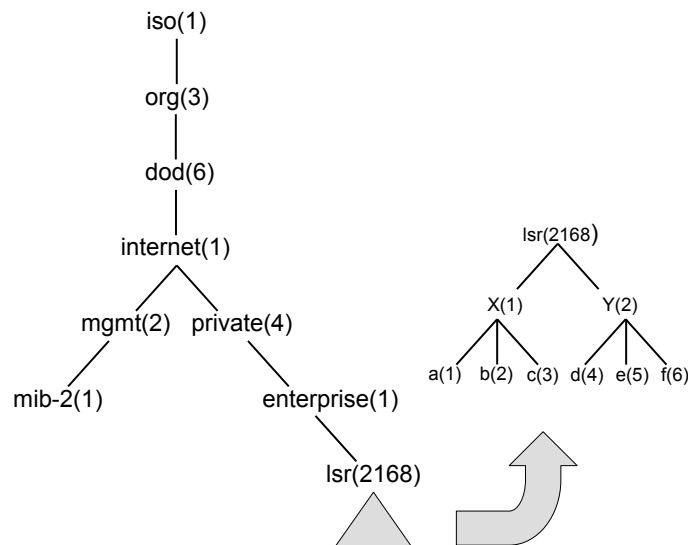 iso(1)
org(3)
dod(6)
internet(1)
mgmt(2) private(4)
mib-2(1) enterprise(1)
lsr(2168)
lsr(2168)
X(1) Y(2)
a(1) b(2) c(3) d(4) e(5) f(6)